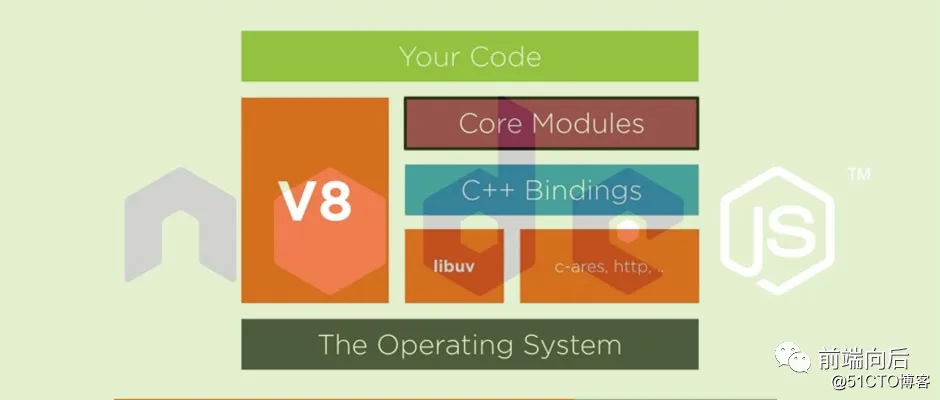 Your Code
V8
Core Modules
C++ Bindings
libuv
c-ares, http, ..
The Operating System
node
JS
TM
前端向后
@51CTO博客